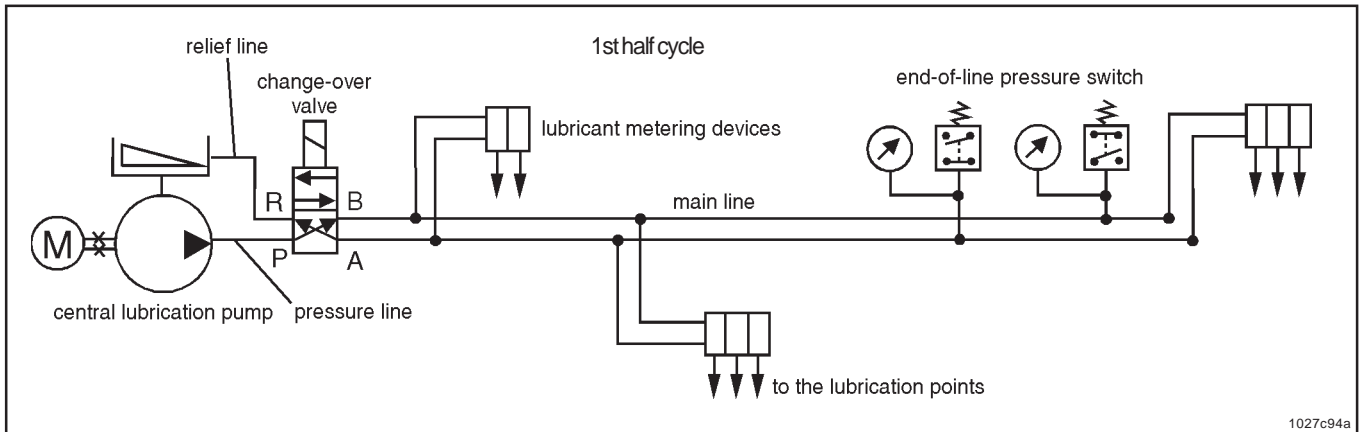 relief line
1st half cycle
change-over
valve
end-of-line pressure switch
lubricant metering devices
R
B
main line
M
P
A
central lubrication pump
pressure line
to the lubrication points
1027c94a